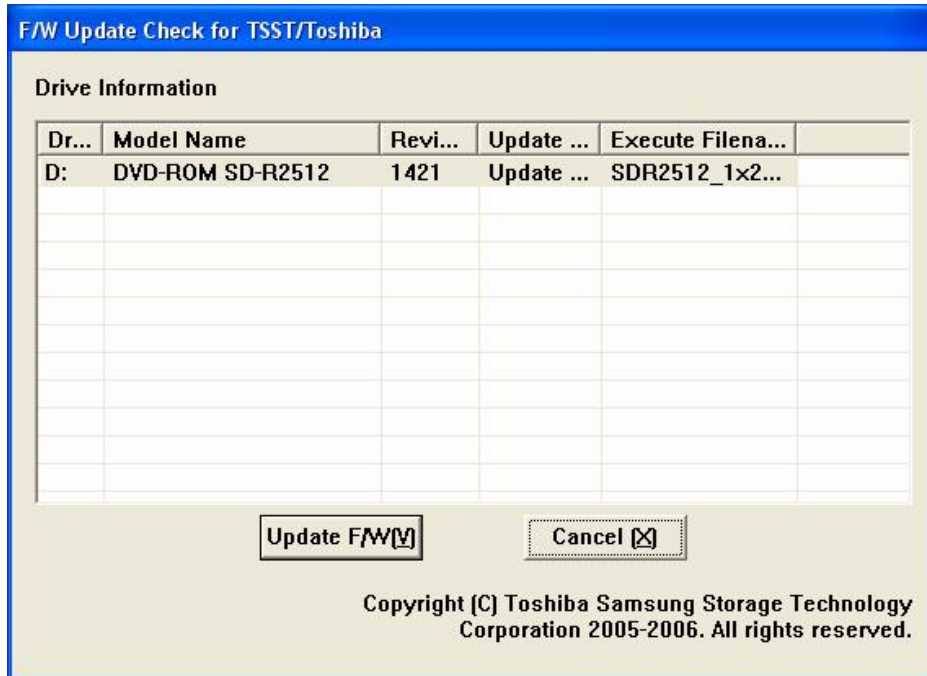 F/W Update Check for TSST/Toshiba
Drive Information
Dr... Model Name Revi... Update ... Execute Filena...
D: DVD-ROM SD-R2512 1421 Update ... SDR2512_1x2...
Update F/W(V) Cancel (X)
Copyright (C) Toshiba Samsung Storage Technology
Corporation 2005-2006. All rights reserved.